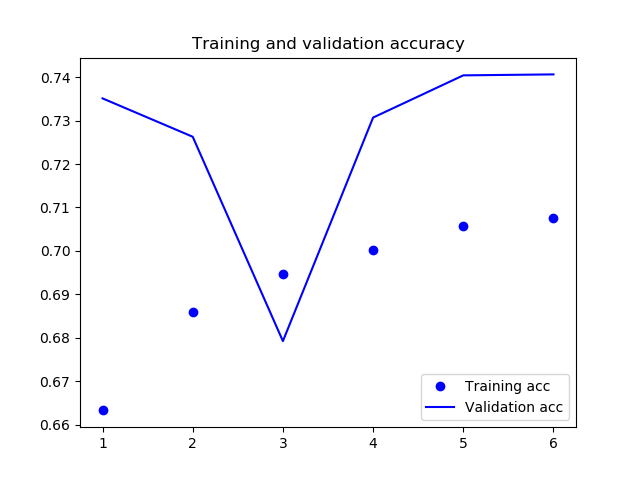 Training and validation accuracy
0.74
0.73
0.72
0.71
0.70
0.69
0.68
0.67
0.66
Training acc
Validation acc
1 2 3 4 5 6